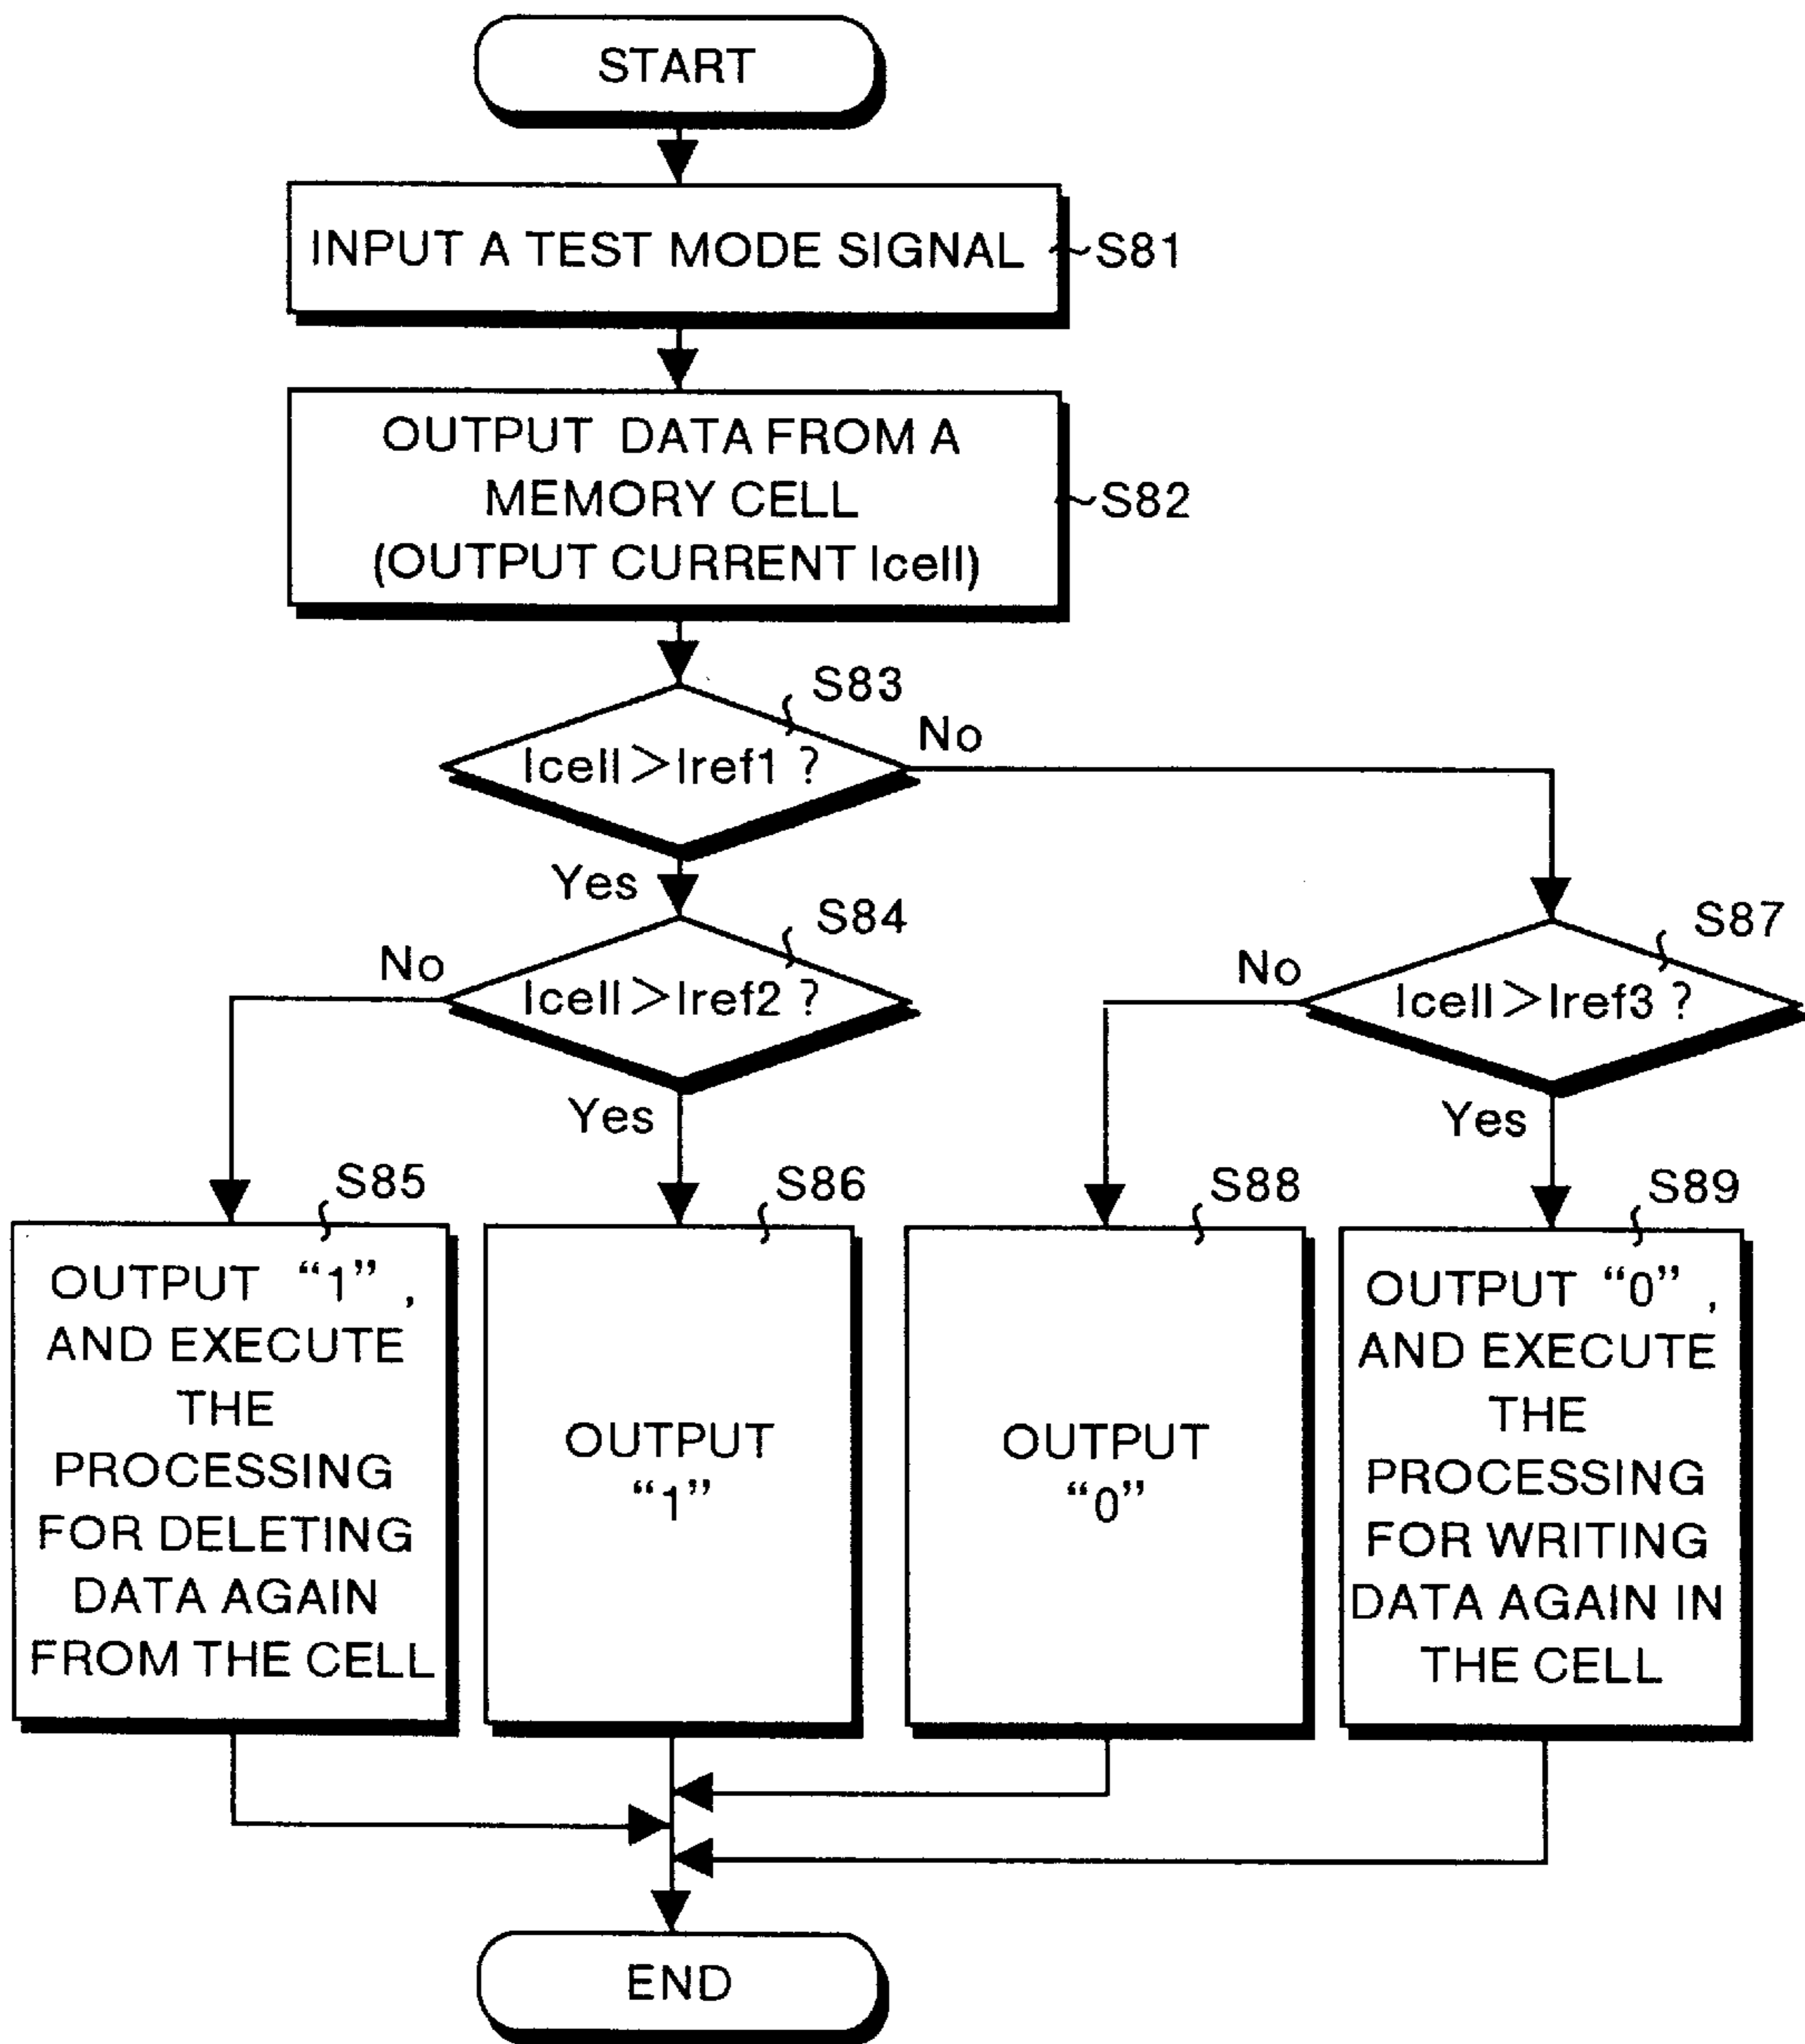 START
INPUT A TEST MODE SIGNAL
S81
OUTPUT DATA FROM A
MEMORY CELL
(OUTPUT CURRENT Icell)
S82
S83
Icell>Iref1 ?
No
Yes
S84
No
Icell>Iref2 ?
Yes
S87
No
Icell>Iref3 ?
Yes
S85
OUTPUT “1” ,
AND EXECUTE
THE
PROCESSING
FOR DELETING
DATA AGAIN
FROM THE CELL
S86
OUTPUT
“1”
S88
OUTPUT
“0”
S89
OUTPUT “0” ,
AND EXECUTE
THE
PROCESSING
FOR WRITING
DATA AGAIN IN
THE CELL
END